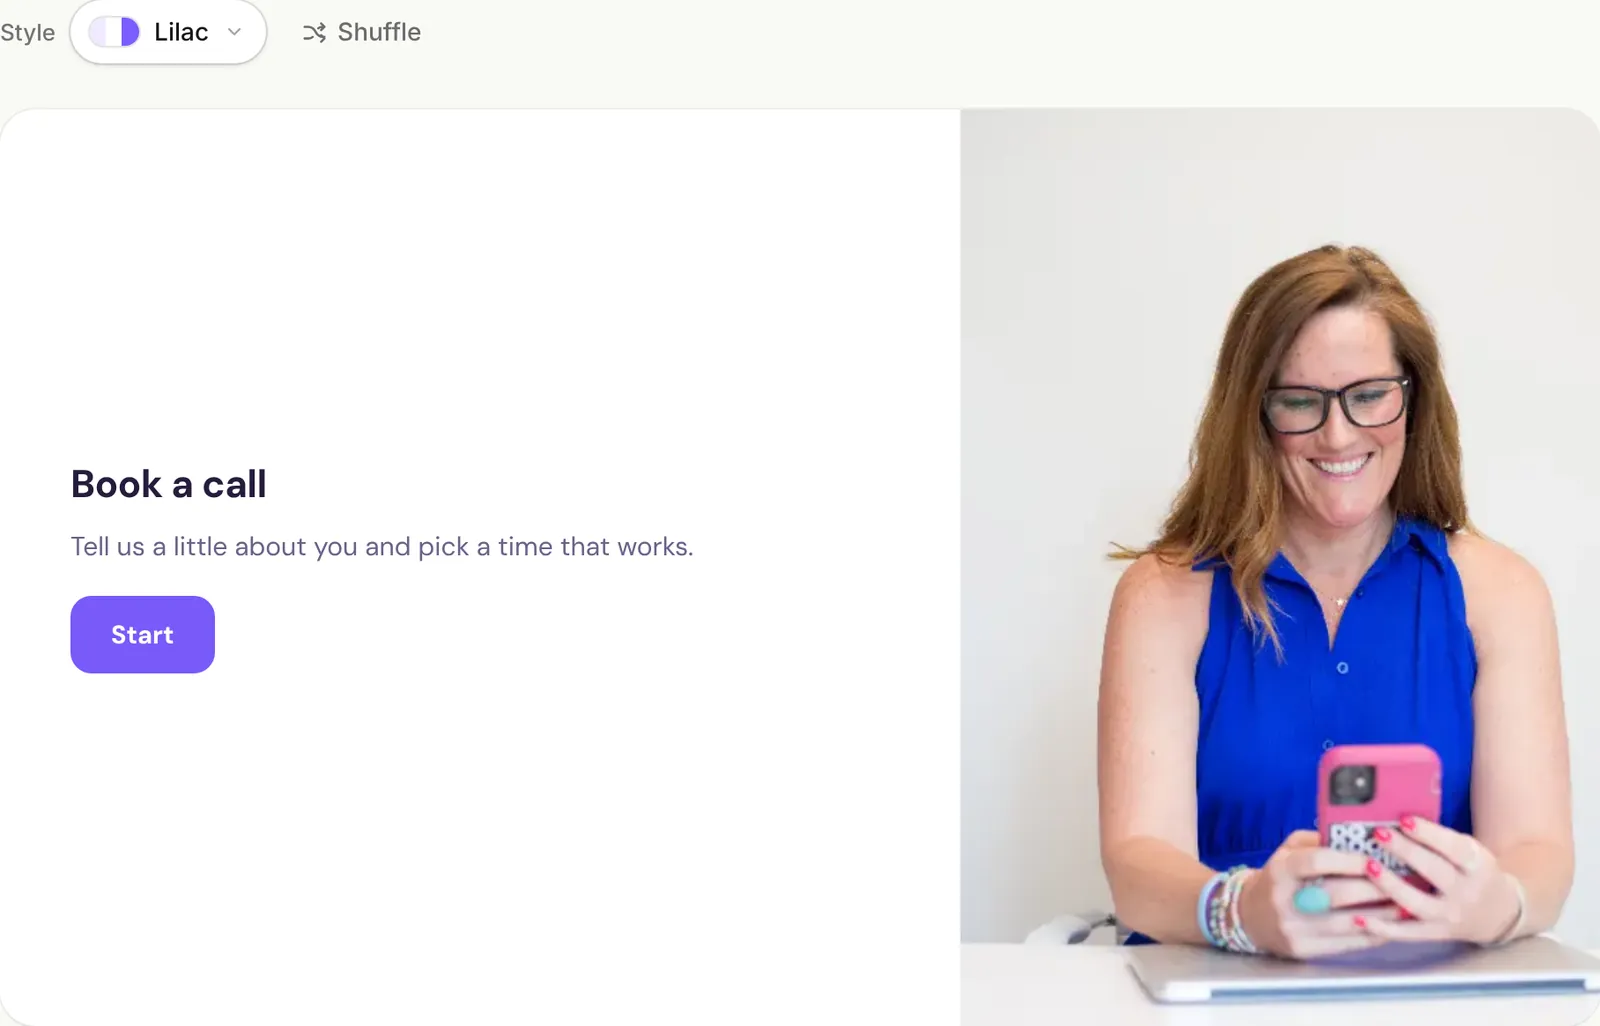 Style
Lilac
Shuffle
Book a call
Tell us a little about you and pick a time that works.
Start